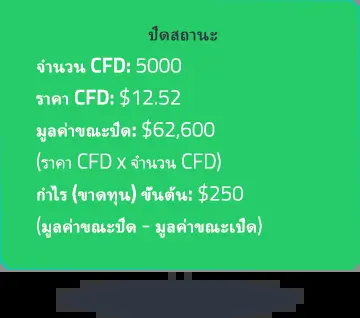 ปิดสถานะ
จำนวน CFD: 5000
ราคา CFD: $12.52
มูลค่าขณะปิด: $62,600
(ราคา CFD x จำนวน CFD)
กำไร (ขาดทุน) ขั้นต้น: $250
(มูลค่าขณะปิด - มูลค่าขณะเปิด)